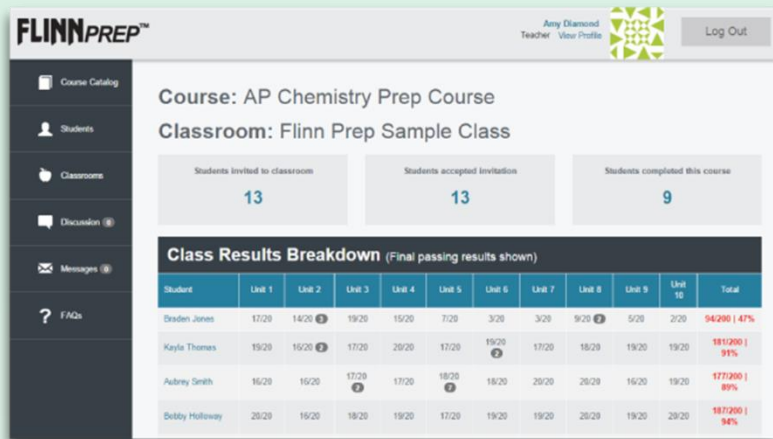 FLINNPREP™
Amy Diamond
Teacher View Profile
Log Out
Course Catalog
Students
Classrooms
Discussion 0
Messages 0
? FAQs
Course: AP Chemistry Prep Course
Classroom: Flinn Prep Sample Class
Students invited to classroom
13
Students accepted invitation
13
Students completed this course
9
Class Results Breakdown (Final passing results shown)
Student Unit 1 Unit 2 Unit 3 Unit 4 Unit 5 Unit 6 Unit 7 Unit 8 Unit 9 Unit 10 Total
Braden Jones 17/20 14/20 3 19/20 15/20 7/20 3/20 3/20 9/20 2 5/20 2/20 94/200 | 47%
Kayla Thomas 19/20 16/20 2 17/20 20/20 17/20 19/20 2 17/20 18/20 19/20 19/20 181/200 | 91%
Aubrey Smith 16/20 16/20 17/20 2 17/20 18/20 2 18/20 20/20 20/20 16/20 19/20 177/200 | 89%
Bobby Holloway 20/20 16/20 18/20 19/20 17/20 19/20 19/20 20/20 19/20 20/20 187/200 | 94%